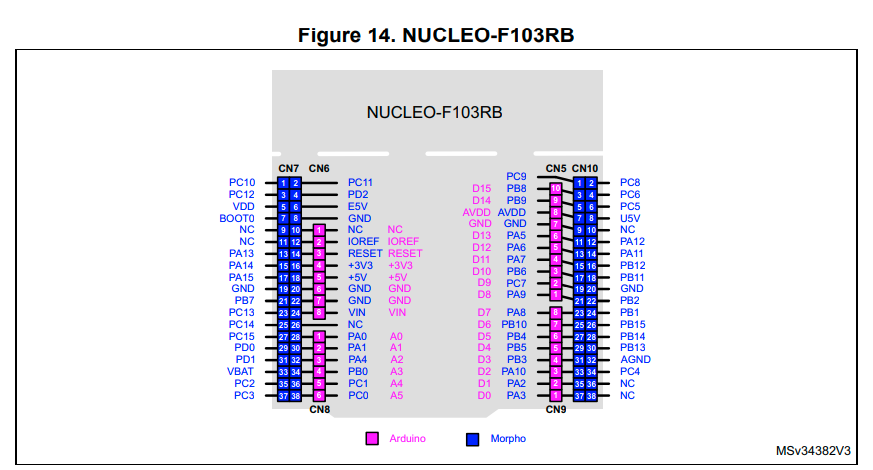 Figure 14. NUCLEO-F103RB
NUCLEO-F103RB
CN7 CN6 CN5 CN10
PC9
PC10 1 2 PC11 D15 PB8 10 1 2 PC8
PC12 3 4 PD2 D14 PB9 9 3 4 PC6
VDD 5 6 E5V AVDD AVDD 8 5 6 PC5
BOOT0 7 8 GND GND GND 7 7 8 U5V
NC 9 10 1 NC NC D13 PA5 6 9 10 NC
NC 11 12 2 IOREF IOREF D12 PA6 5 11 12 PA12
PA13 13 14 3 RESET RESET D11 PA7 4 13 14 PA11
PA14 15 16 4 +3V3 +3V3 D10 PB6 3 15 16 PB12
PA15 17 18 5 +5V +5V D9 PC7 2 17 18 PB11
GND 19 20 6 GND GND D8 PA9 1 19 20 GND
PB7 21 22 7 GND GND 21 22 PB2
PC13 23 24 8 VIN VIN D7 PA8 8 23 24 PB1
PC14 25 26 NC D6 PB10 7 25 26 PB15
PC15 27 28 1 PA0 A0 D5 PB4 6 27 28 PB14
PD0 29 30 2 PA1 A1 D4 PB5 5 29 30 PB13
PD1 31 32 3 PA4 A2 D3 PB3 4 31 32 AGND
VBAT 33 34 4 PB0 A3 D2 PA10 3 33 34 PC4
PC2 35 36 5 PC1 A4 D1 PA2 2 35 36 NC
PC3 37 38 6 PC0 A5 D0 PA3 1 37 38 NC
CN8 CN9
Arduino Morpho
MSv34382V3